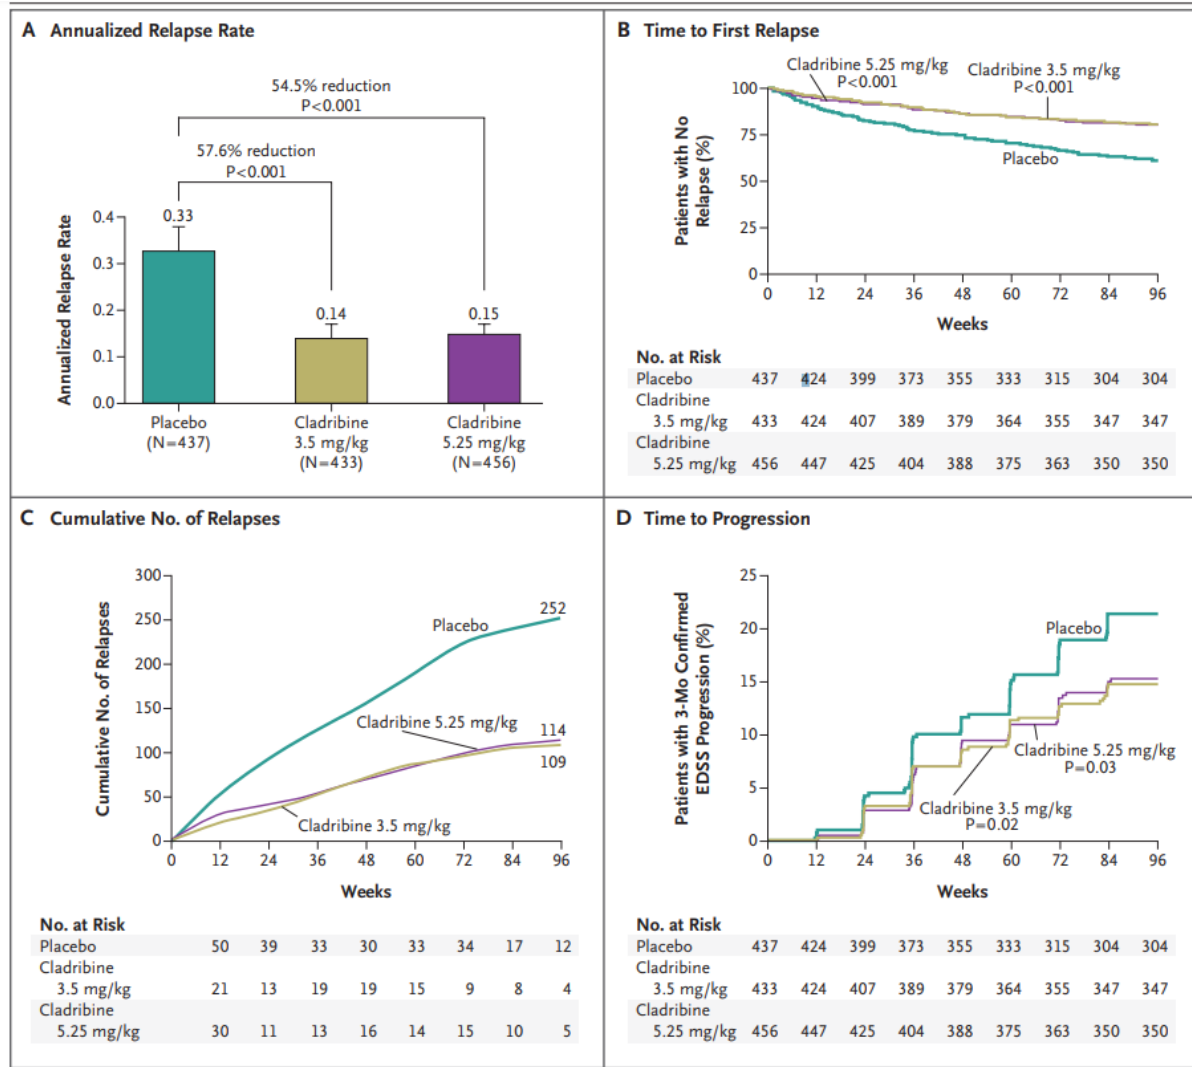 A Annualized Relapse Rate
54.5% reduction
P<0.001
57.6% reduction
P<0.001
Annualized Relapse Rate
0.4
0.3
0.2
0.1
0.0
0.33
0.14
0.15
Placebo
(N=437)
Cladribine
3.5 mg/kg
(N=433)
Cladribine
5.25 mg/kg
(N=456)
B Time to First Relapse
Cladribine 5.25 mg/kg
P<0.001
Cladribine 3.5 mg/kg
P<0.001
Placebo
Patients with No
Relapse (%)
100
75
50
25
0
0 12 24 36 48 60 72 84 96
Weeks
No. at Risk
Placebo 437 424 399 373 355 333 315 304 304
Cladribine
3.5 mg/kg 433 424 407 389 379 364 355 347 347
Cladribine
5.25 mg/kg 456 447 425 404 388 375 363 350 350
C Cumulative No. of Relapses
Cumulative No. of Relapses
300
250
200
150
100
50
0
Placebo
252
Cladribine 5.25 mg/kg
114
109
Cladribine 3.5 mg/kg
0 12 24 36 48 60 72 84 96
Weeks
No. at Risk
Placebo 50 39 33 30 33 34 17 12
Cladribine
3.5 mg/kg 21 13 19 19 15 9 8 4
Cladribine
5.25 mg/kg 30 11 13 16 14 15 10 5
D Time to Progression
Patients with 3-Mo Confirmed
EDSS Progression (%)
25
20
15
10
5
0
Placebo
Cladribine 5.25 mg/kg
P=0.03
Cladribine 3.5 mg/kg
P=0.02
0 12 24 36 48 60 72 84 96
Weeks
No. at Risk
Placebo 437 424 399 373 355 333 315 304 304
Cladribine
3.5 mg/kg 433 424 407 389 379 364 355 347 347
Cladribine
5.25 mg/kg 456 447 425 404 388 375 363 350 350